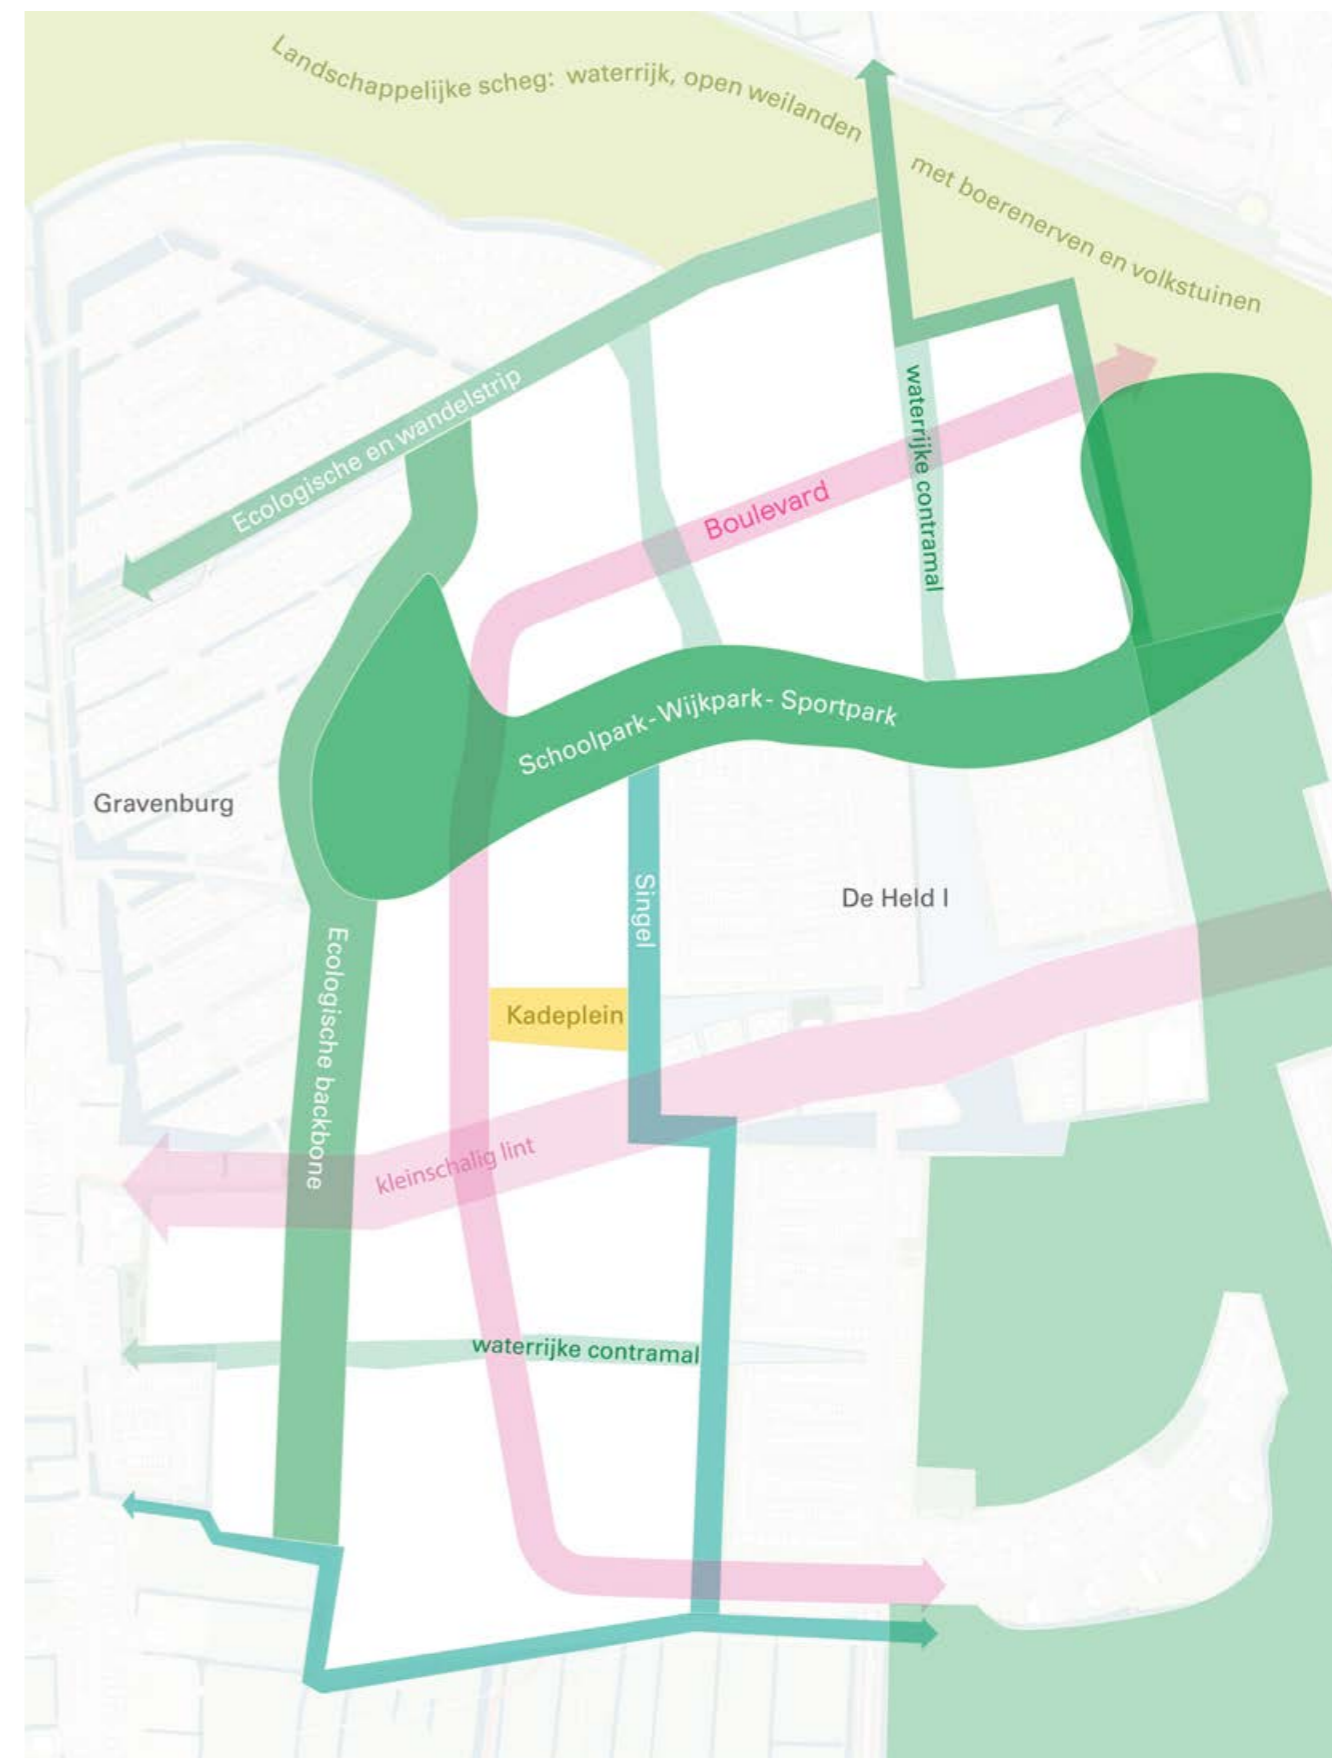 Landschappelijke scheg: waterrijk, open weilanden
met boerenerven en volkstuinen
Ecologische en wandelstrip
waterrijke contramal
Boulevard
Schoolpark - Wijkpark - Sportpark
Gravenburg
De Held I
Singel
Ecologische backbone
Kadeplein
kleinschalig lint
waterrijke contramal